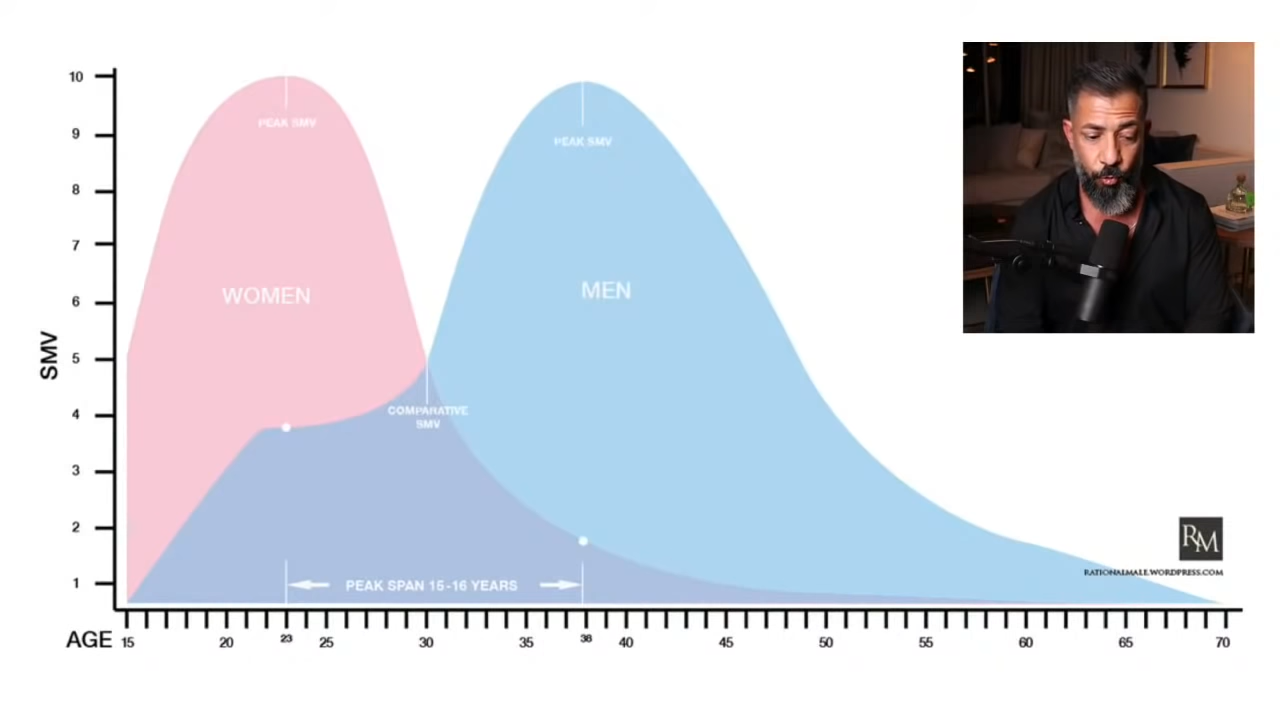 10
9
8
7
6
5
4
3
2
1
SMV
PEAK SMV
PEAK SMV
WOMEN
MEN
COMPARATIVE
SMV
PEAK SPAN 15-16 YEARS
RM
RATIONALMALE.WORDPRESS.COM
AGE 15 20 23 25 30 35 38 40 45 50 55 60 65 70